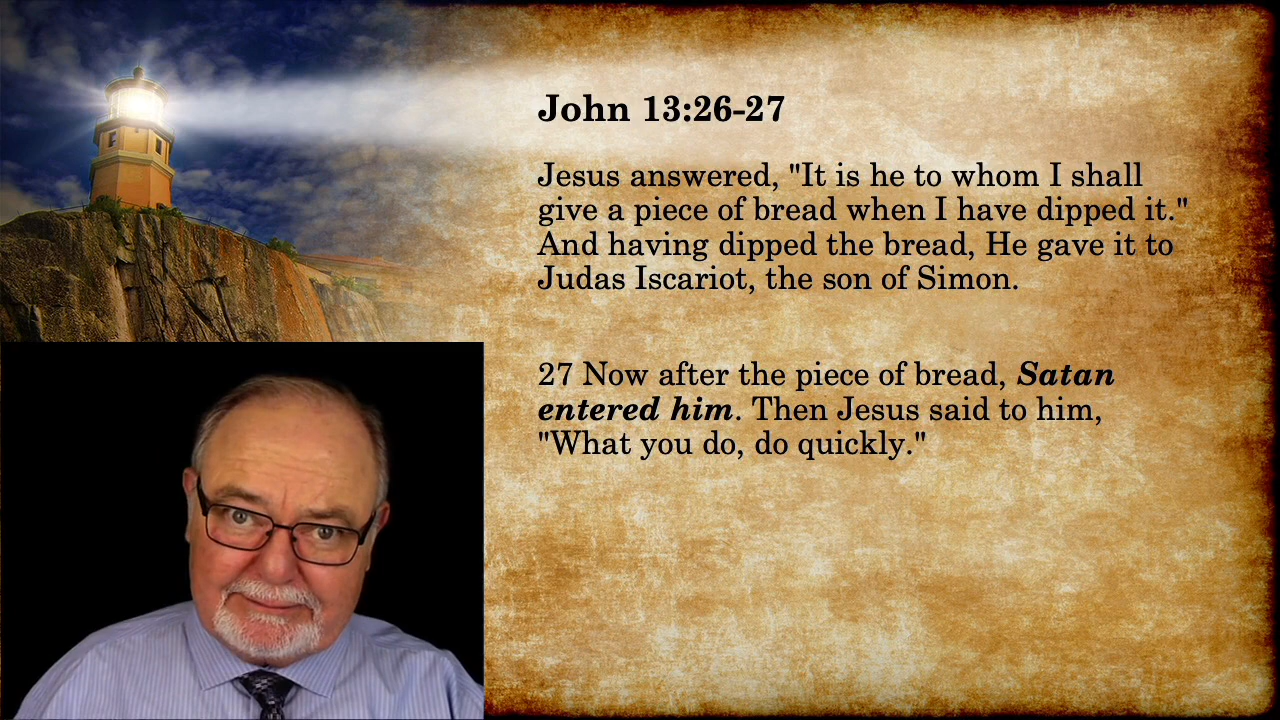 John 13:26-27
Jesus answered, "It is he to whom I shall
give a piece of bread when I have dipped it."
And having dipped the bread, He gave it to
Judas Iscariot, the son of Simon.
27 Now after the piece of bread, Satan
entered him. Then Jesus said to him,
"What you do, do quickly."